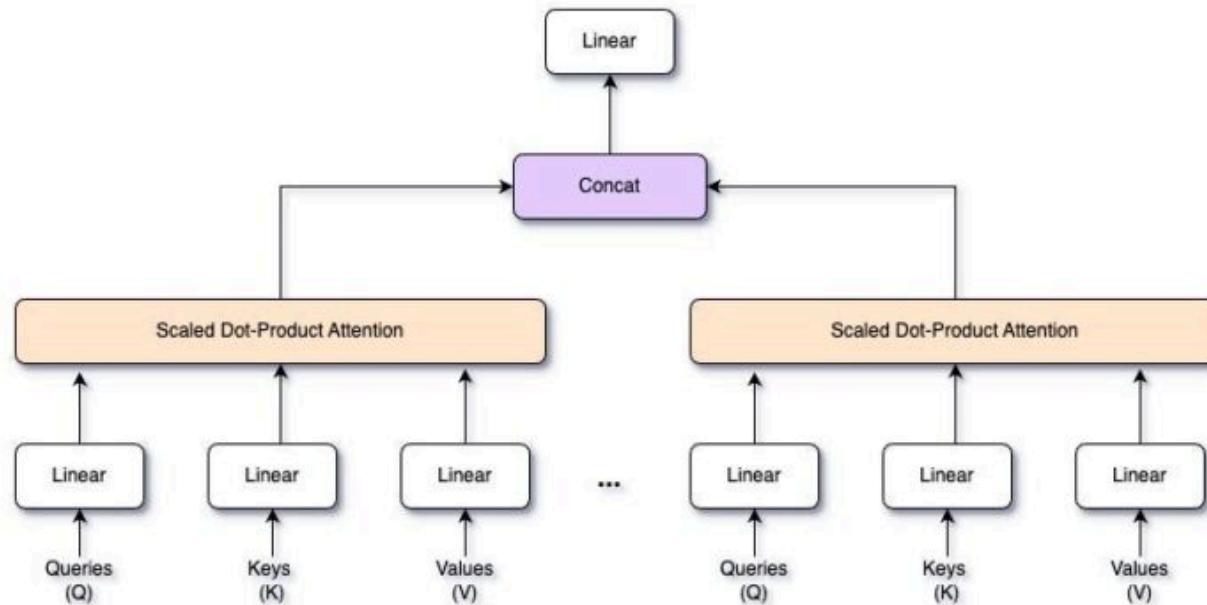 Linear
Concat
Scaled Dot-Product Attention
Scaled Dot-Product Attention
Linear
Linear
Linear
...
Linear
Linear
Linear
Queries
(Q)
Keys
(K)
Values
(V)
Queries
(Q)
Keys
(K)
Values
(V)